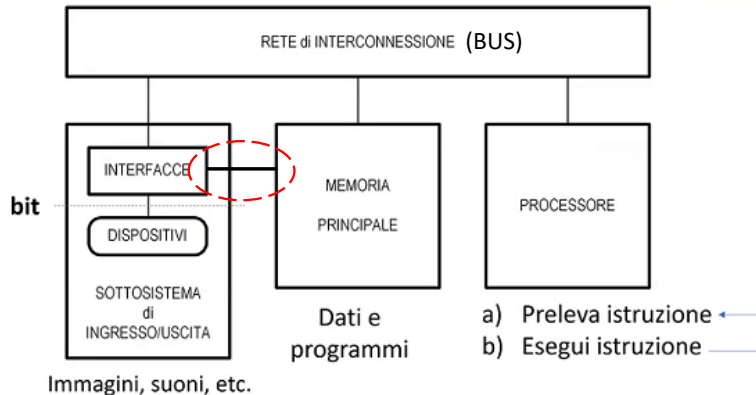 RETE di INTERCONNESSIONE (BUS)
INTERFACCE
bit
DISPOSITIVI
SOTTOSISTEMA
di
INGRESSO/USCITA
Immagini, suoni, etc.
MEMORIA
PRINCIPALE
Dati e
programmi
PROCESSORE
a) Preleva istruzione
b) Esegui istruzione